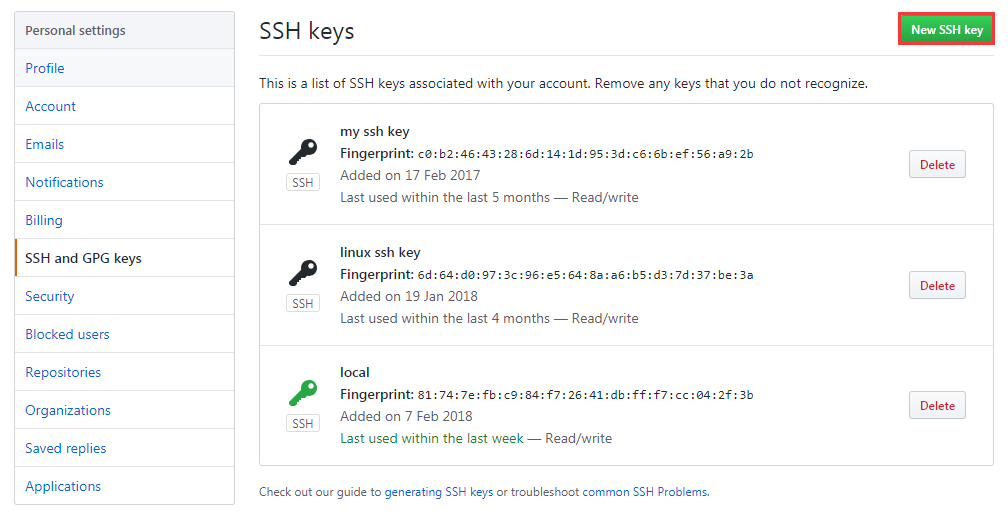 Personal settings
Profile
Account
Emails
Notifications
Billing
SSH and GPG keys
Security
Blocked users
Repositories
Organizations
Saved replies
Applications
SSH keys
New SSH key
This is a list of SSH keys associated with your account. Remove any keys that you do not recognize.
SSH
my ssh key
Fingerprint: c0:b2:46:43:28:6d:14:1d:95:3d:c6:6b:ef:56:a9:2b
Added on 17 Feb 2017
Last used within the last 5 months — Read/write
Delete
SSH
linux ssh key
Fingerprint: 6d:64:d0:97:3c:96:e5:64:8a:a6:b5:d3:7d:37:be:3a
Added on 19 Jan 2018
Last used within the last 4 months — Read/write
Delete
SSH
local
Fingerprint: 81:74:7e:fb:c9:84:f7:26:41:db:ff:f7:cc:04:2f:3b
Added on 7 Feb 2018
Last used within the last week — Read/write
Delete
Check out our guide to generating SSH keys or troubleshoot common SSH Problems.